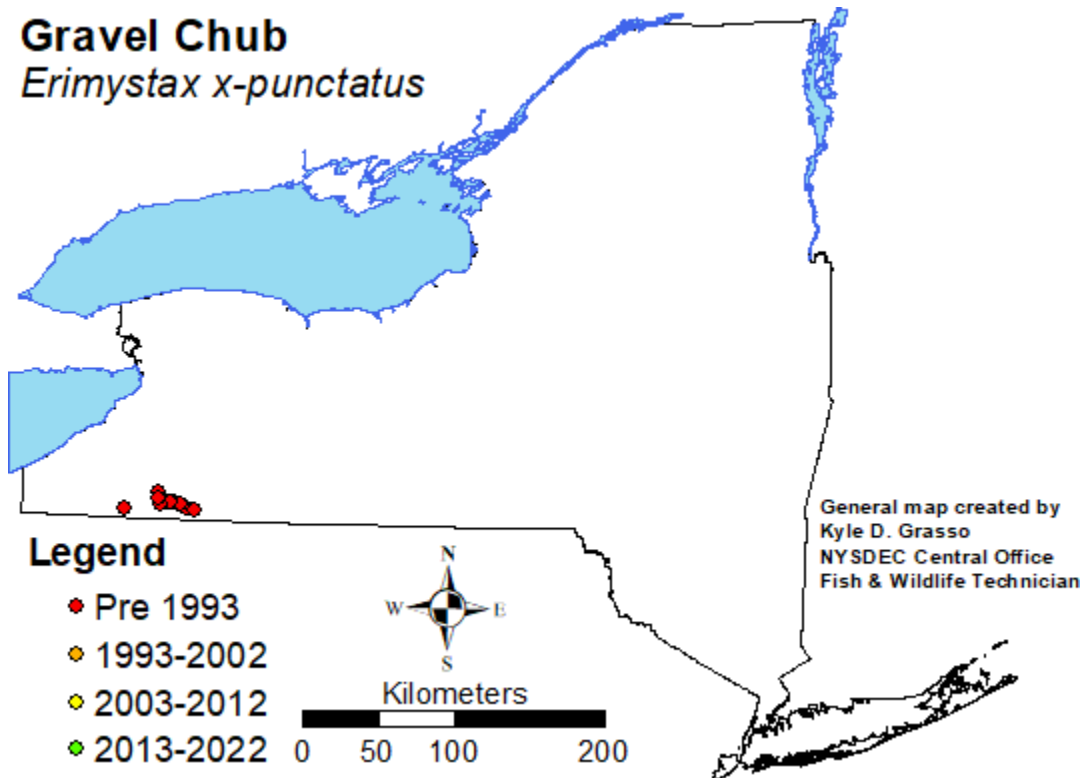 Gravel Chub
Erimystax x-punctatus
General map created by
Kyle D. Grasso
NYSDEC Central Office
Fish & Wildlife Technician
Legend
Pre 1993
1993-2002
2003-2012
2013-2022
N
W E
S
Kilometers
0 50 100 200